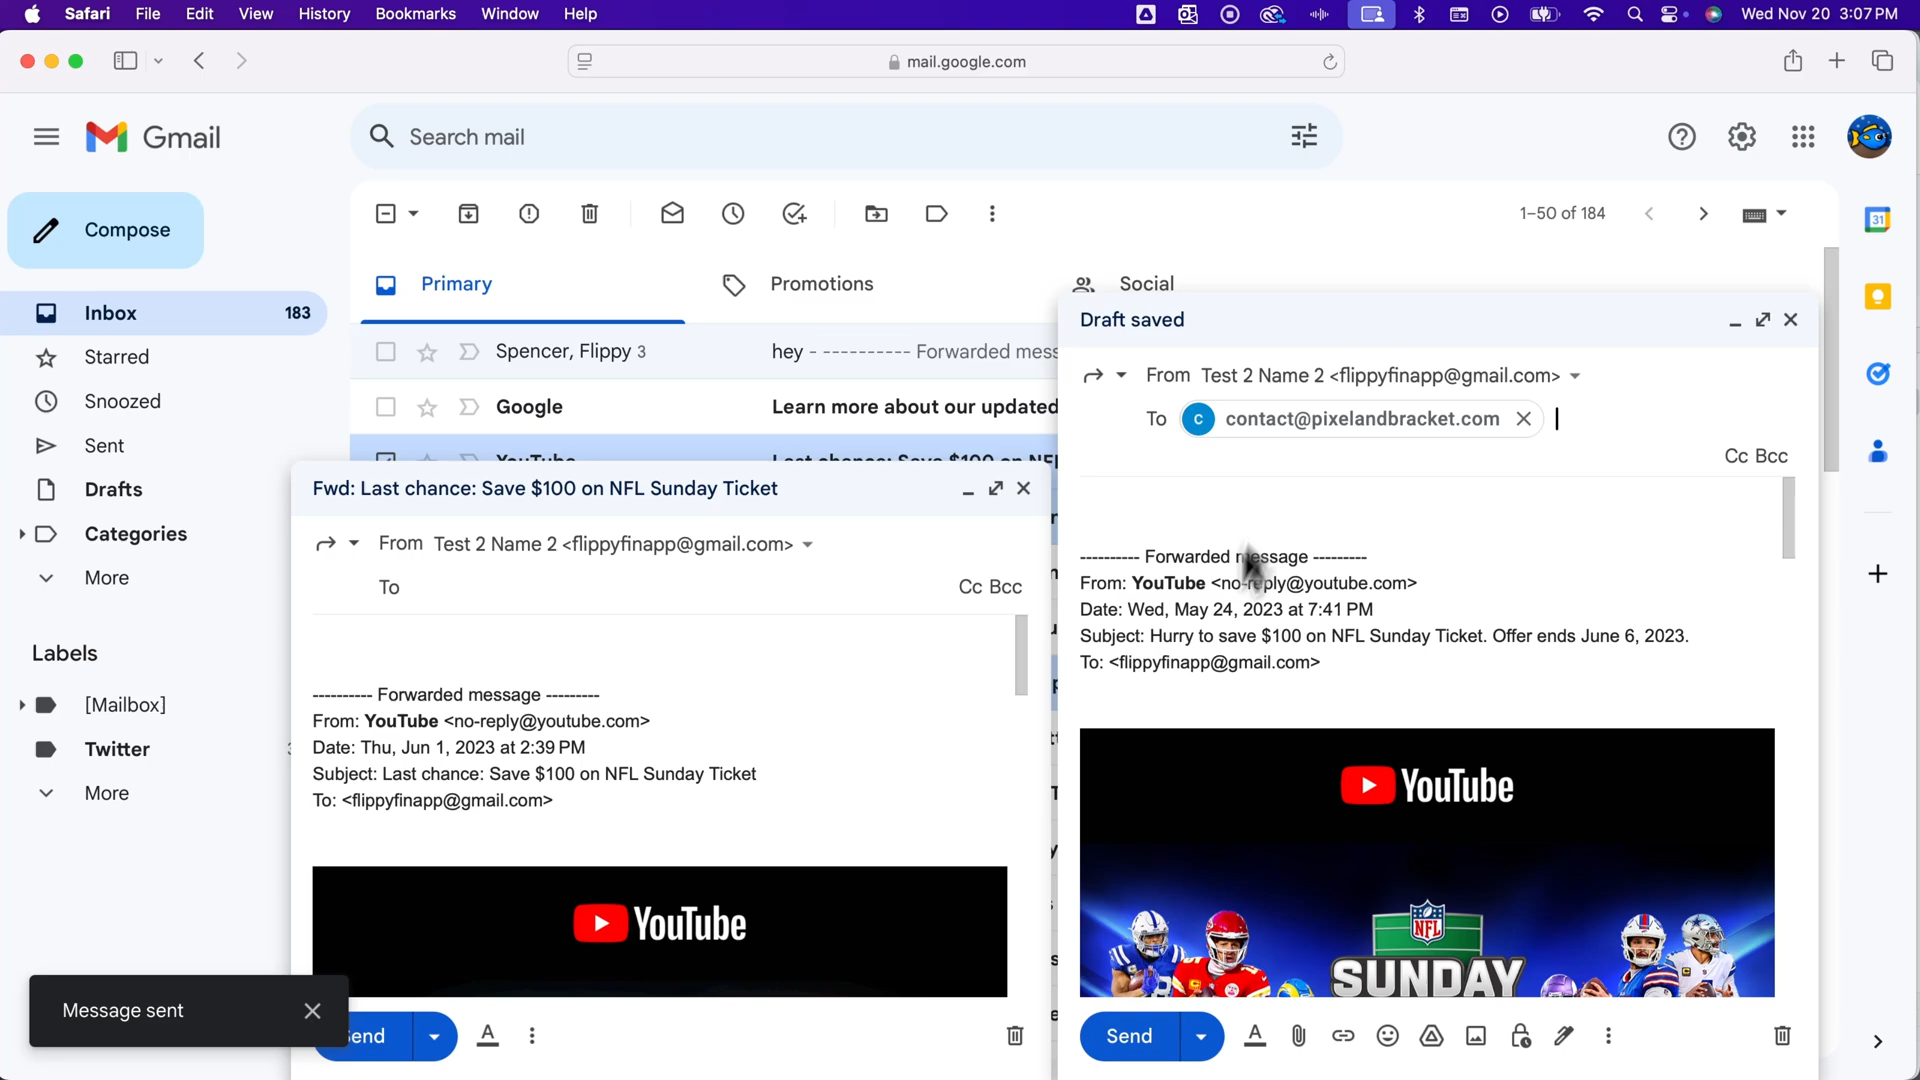 Safari File Edit View History Bookmarks Window Help Wed Nov 20 3:07 PM
mail.google.com
Gmail
Search mail
Compose
1–50 of 184
Primary
Promotions
Social
Inbox 183
Starred
Snoozed
Sent
Drafts
Categories
More
Labels
[Mailbox]
Twitter
More
Spencer, Flippy 3 hey - ---------- Forwarded mess
Google Learn more about our updated
YouTube Last chance: Save $100 on NFL
Fwd: Last chance: Save $100 on NFL Sunday Ticket
From Test 2 Name 2 <flippyfinapp@gmail.com>
To Cc Bcc
---------- Forwarded message ---------
From: YouTube <no-reply@youtube.com>
Date: Thu, Jun 1, 2023 at 2:39 PM
Subject: Last chance: Save $100 on NFL Sunday Ticket
To: <flippyfinapp@gmail.com>
YouTube
end
Draft saved
From Test 2 Name 2 <flippyfinapp@gmail.com>
To c contact@pixelandbracket.com
Cc Bcc
---------- Forwarded message ---------
From: YouTube <no-reply@youtube.com>
Date: Wed, May 24, 2023 at 7:41 PM
Subject: Hurry to save $100 on NFL Sunday Ticket. Offer ends June 6, 2023.
To: <flippyfinapp@gmail.com>
YouTube
NFL
SUNDAY
Send
Message sent
31